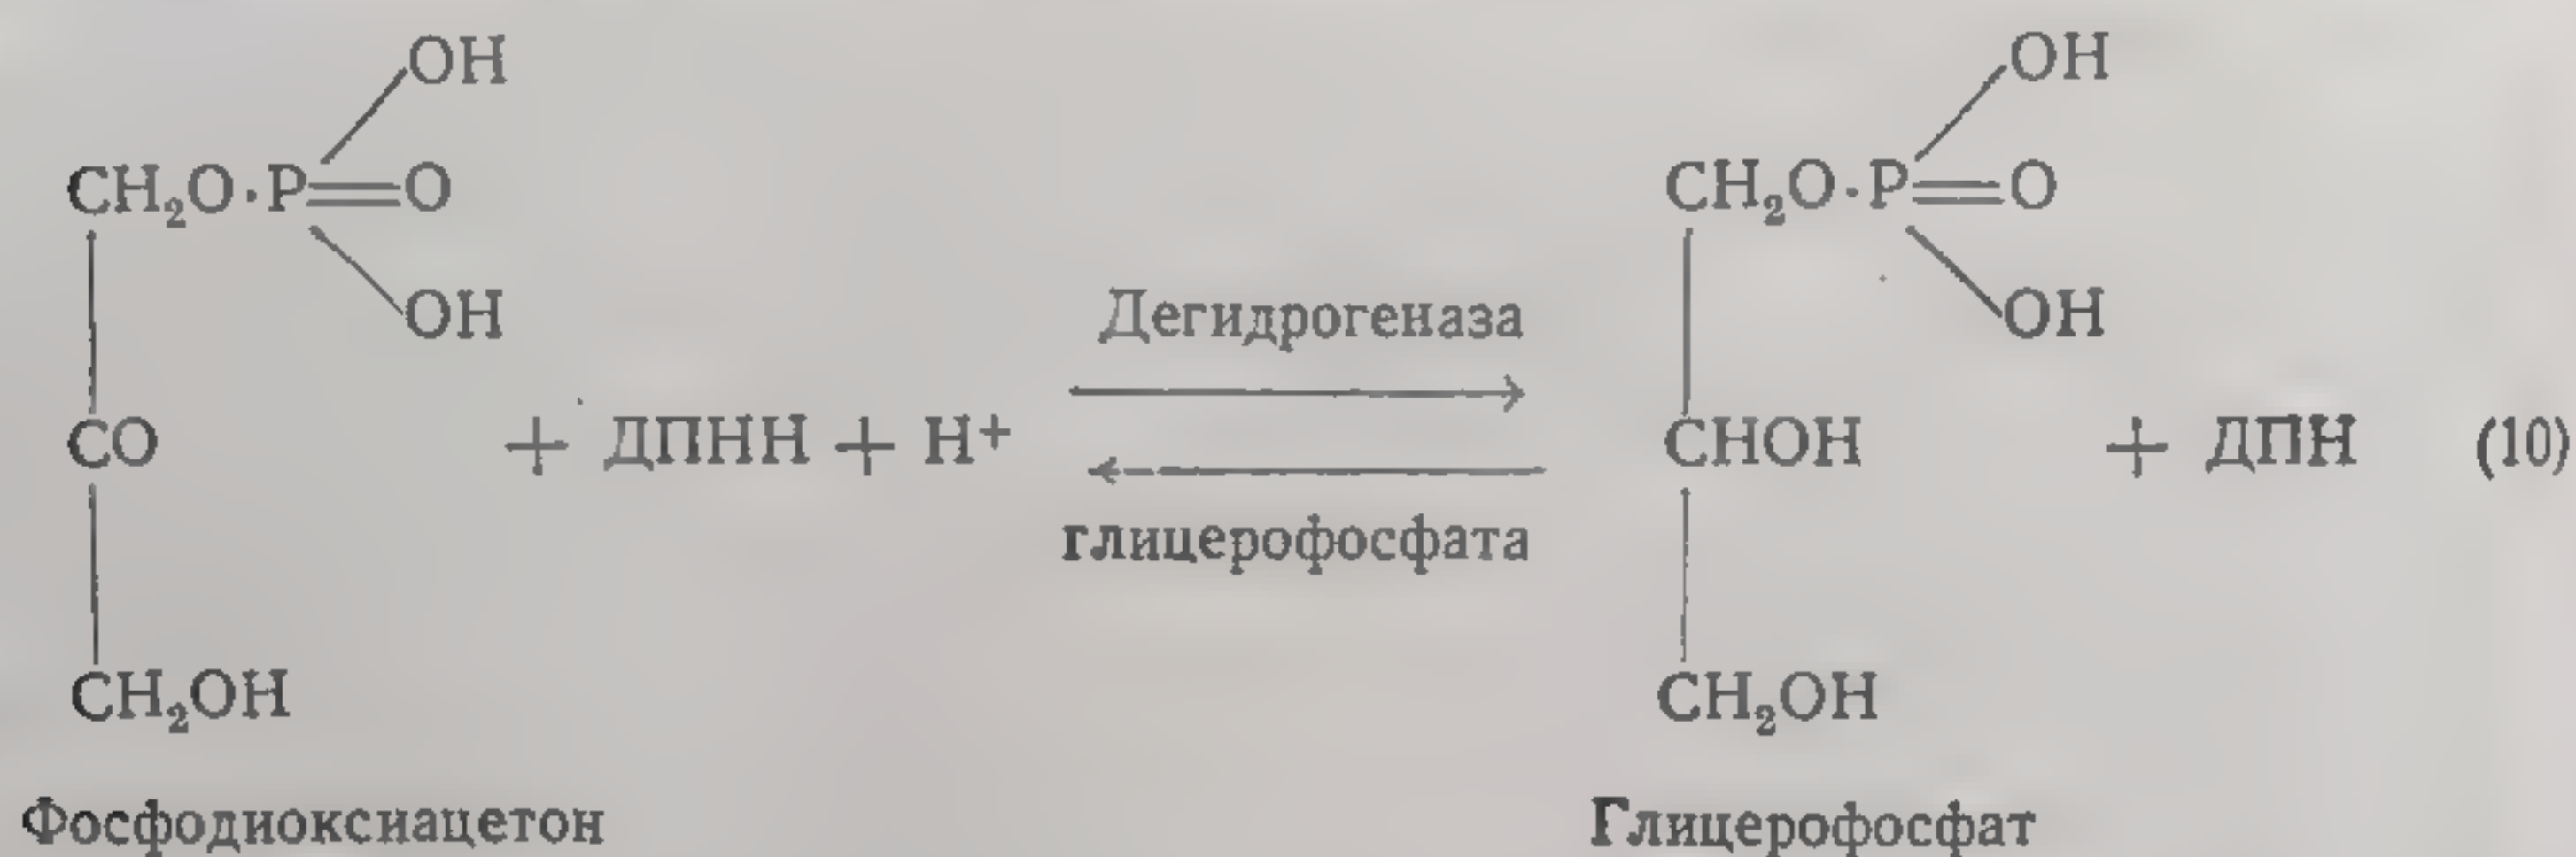 OH OH
CH₂O·P=O CH₂O·P=O
OH OH
Дегидрогеназа
CO + ДПНН + H⁺ CHOH + ДПН (10)
глицерофосфата
CH₂OH CH₂OH
Фосфодиоксиацетон Глицерофосфат